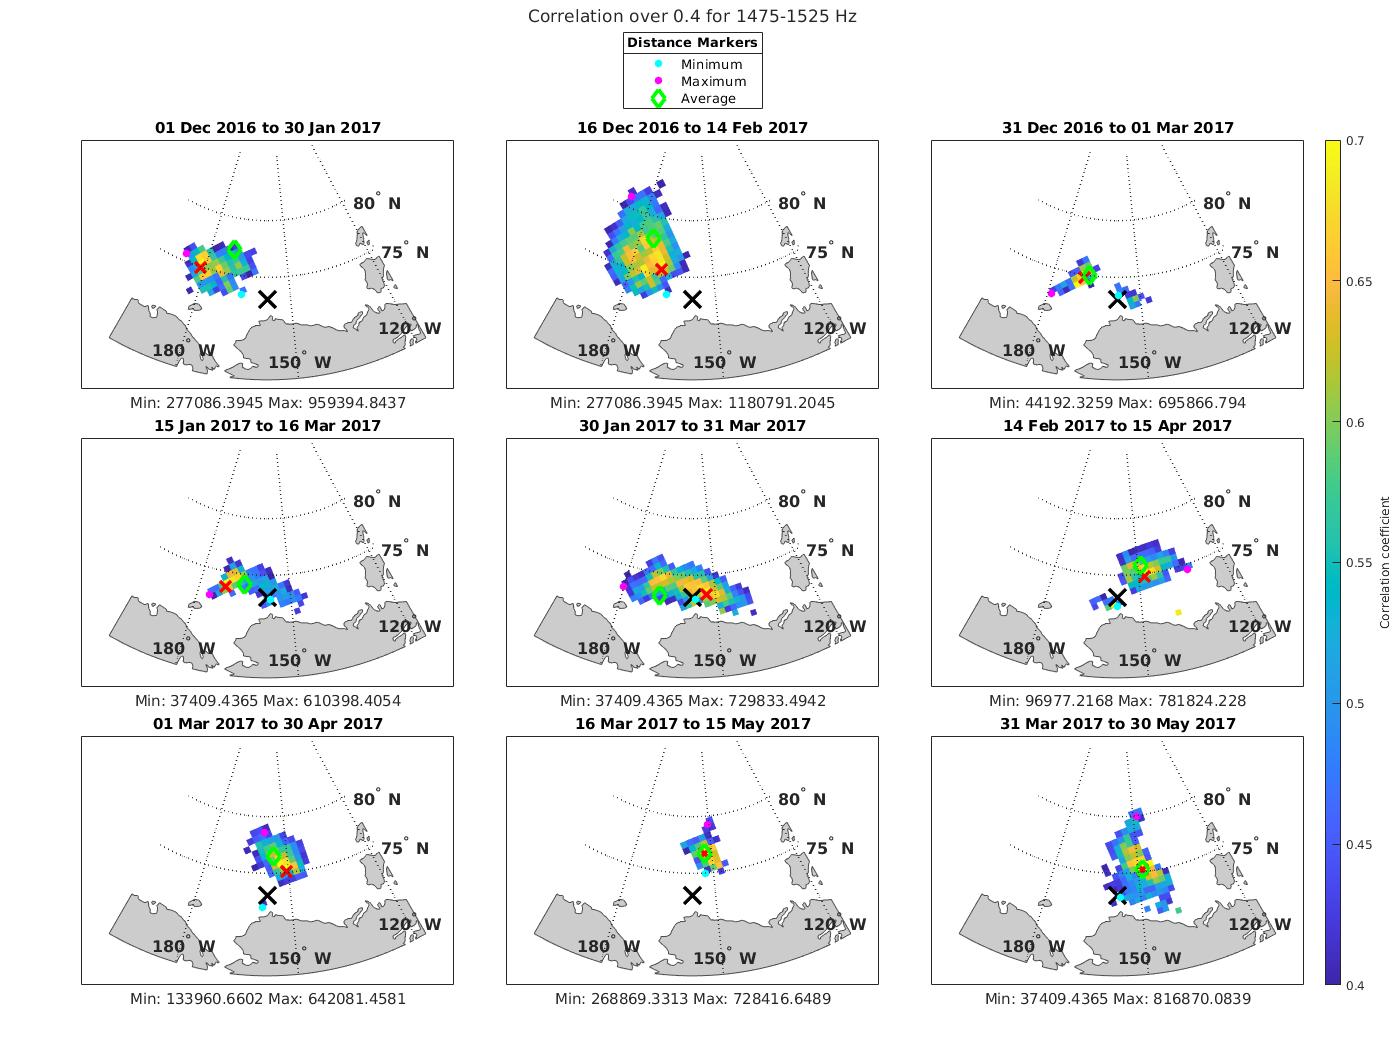 Correlation over 0.4 for 1475-1525 Hz
Distance Markers
Minimum
Maximum
Average
01 Dec 2016 to 30 Jan 2017
80° N
75° N
120° W
180° W
150° W
Min: 277086.3945 Max: 959394.8437
16 Dec 2016 to 14 Feb 2017
80° N
75° N
120° W
180° W
150° W
Min: 277086.3945 Max: 1180791.2045
31 Dec 2016 to 01 Mar 2017
80° N
75° N
120° W
180° W
150° W
Min: 44192.3259 Max: 695866.794
15 Jan 2017 to 16 Mar 2017
80° N
75° N
120° W
180° W
150° W
Min: 37409.4365 Max: 610398.4054
30 Jan 2017 to 31 Mar 2017
80° N
75° N
120° W
180° W
150° W
Min: 37409.4365 Max: 729833.4942
14 Feb 2017 to 15 Apr 2017
80° N
75° N
120° W
180° W
150° W
Min: 96977.2168 Max: 781824.228
01 Mar 2017 to 30 Apr 2017
80° N
75° N
120° W
180° W
150° W
Min: 133960.6602 Max: 642081.4581
16 Mar 2017 to 15 May 2017
80° N
75° N
120° W
180° W
150° W
Min: 268869.3313 Max: 728416.6489
31 Mar 2017 to 30 May 2017
80° N
75° N
120° W
180° W
150° W
Min: 37409.4365 Max: 816870.0839
0.7
0.65
0.6
0.55
0.5
0.45
0.4
Correlation coefficient